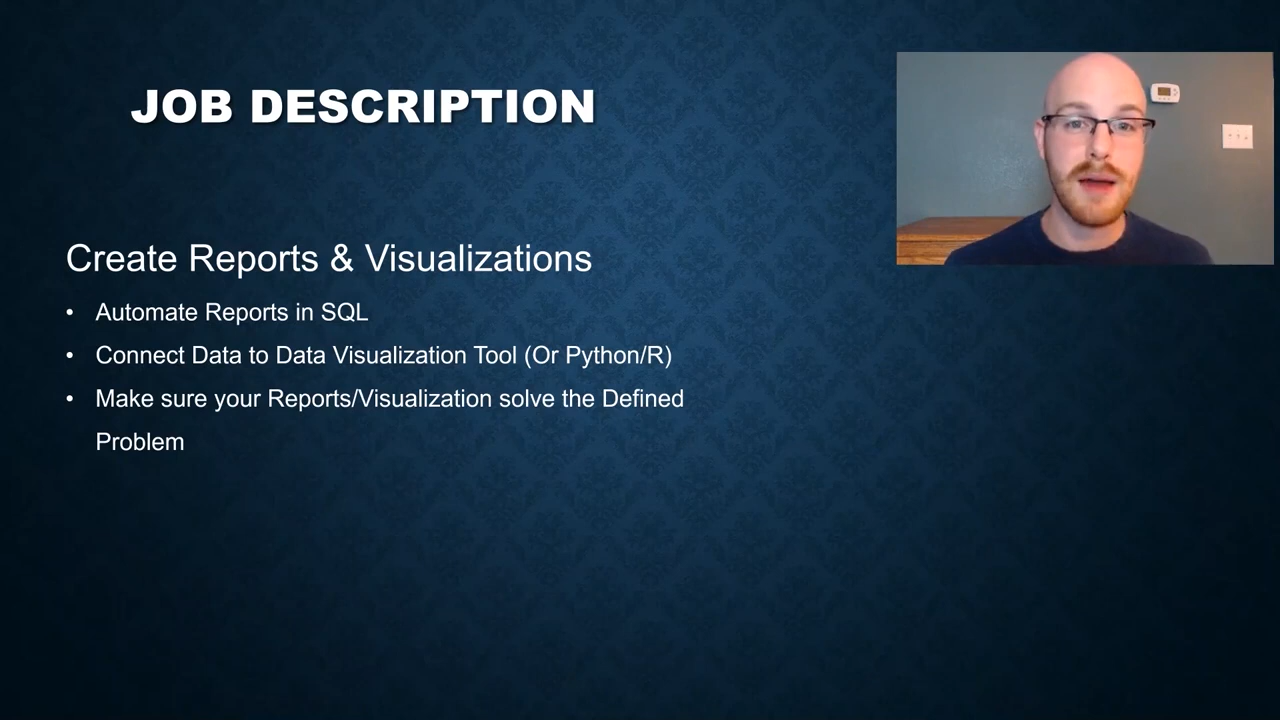 JOB DESCRIPTION
Create Reports & Visualizations
• Automate Reports in SQL
• Connect Data to Data Visualization Tool (Or Python/R)
• Make sure your Reports/Visualization solve the Defined
Problem